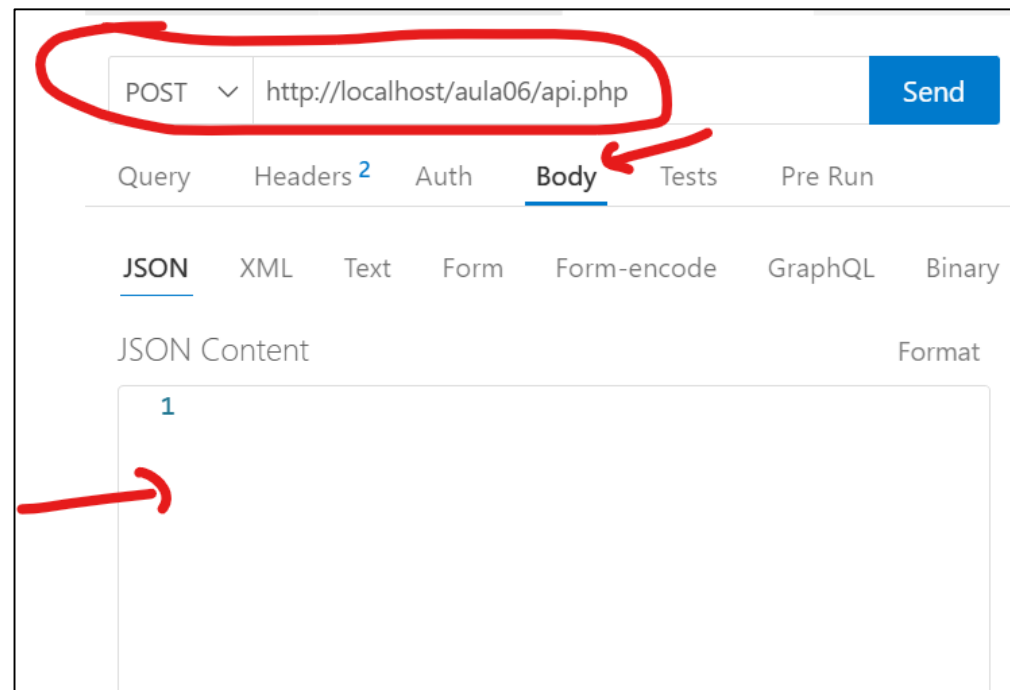 POST http://localhost/aula06/api.php Send
Query Headers 2 Auth Body Tests Pre Run
JSON XML Text Form Form-encode GraphQL Binary
JSON Content Format
1